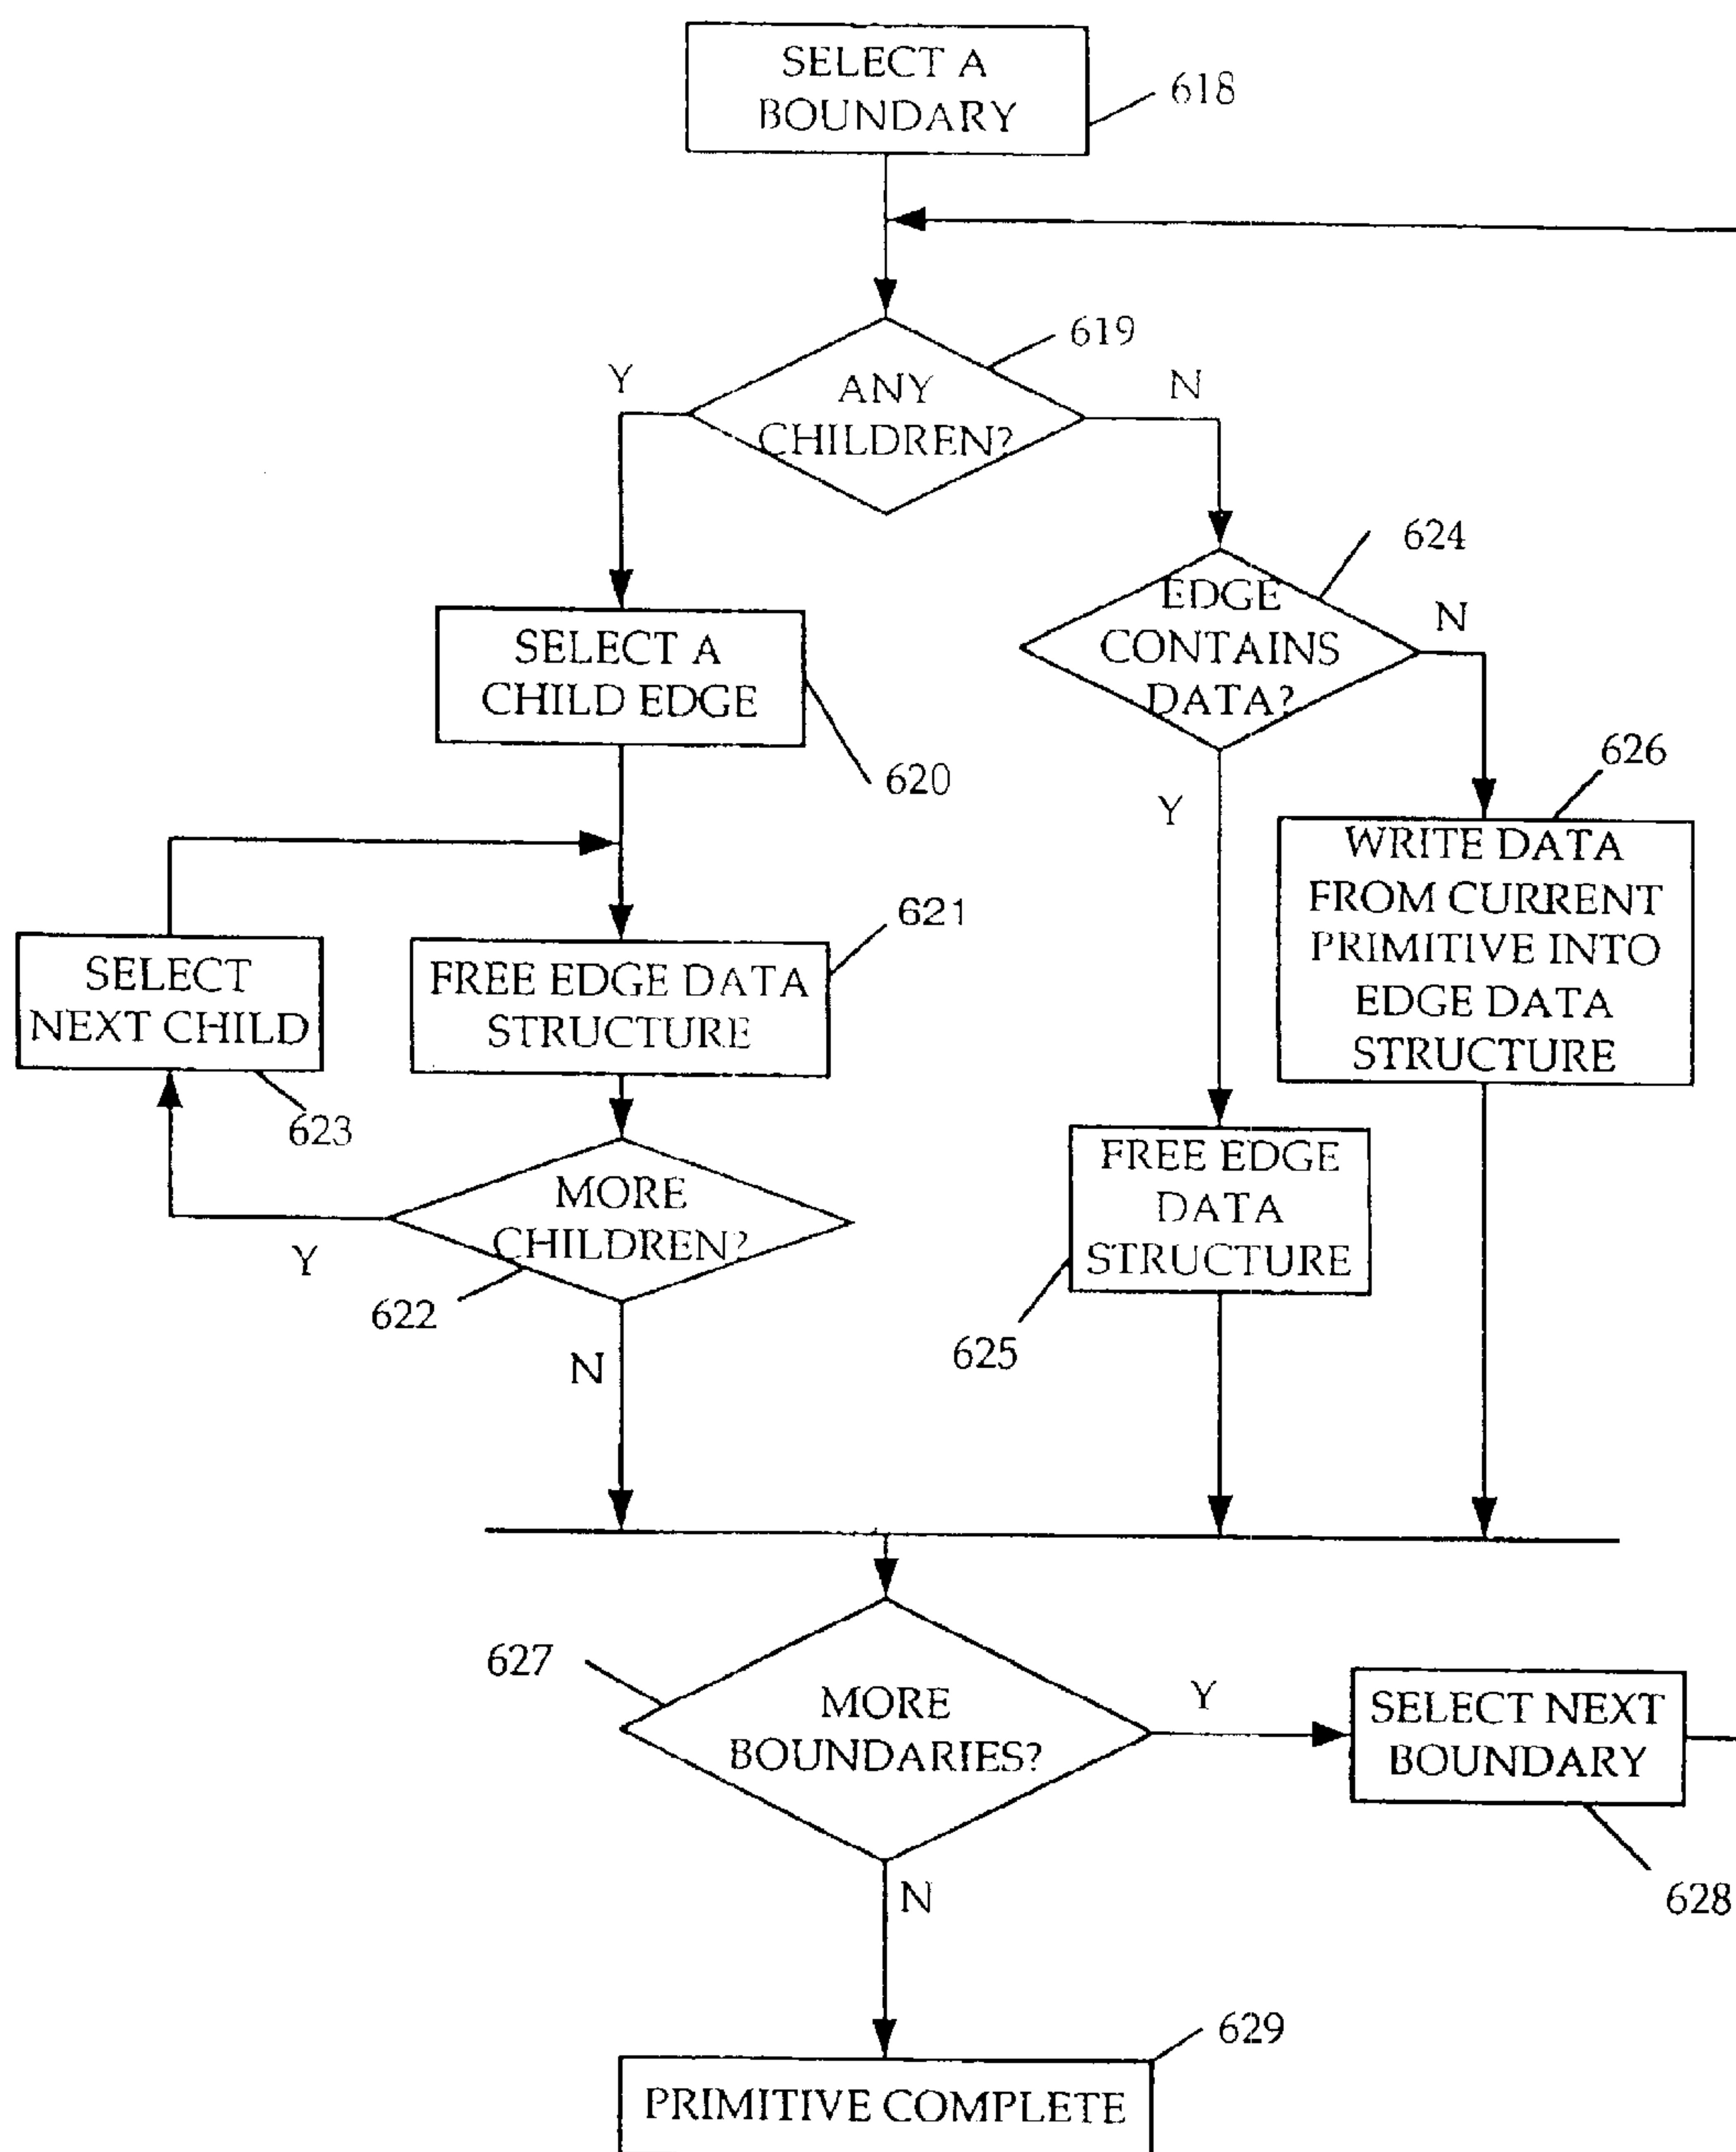 SELECT A
BOUNDARY
618
619
Y
N
ANY
CHILDREN?
624
EDGE
CONTAINS
DATA?
N
Y
SELECT A
CHILD EDGE
620
626
WRITE DATA
FROM CURRENT
PRIMITIVE INTO
EDGE DATA
STRUCTURE
621
SELECT
NEXT CHILD
623
FREE EDGE DATA
STRUCTURE
MORE
CHILDREN?
Y
622
N
FREE EDGE
DATA
STRUCTURE
625
627
MORE
BOUNDARIES?
Y
SELECT NEXT
BOUNDARY
628
N
629
PRIMITIVE COMPLETE